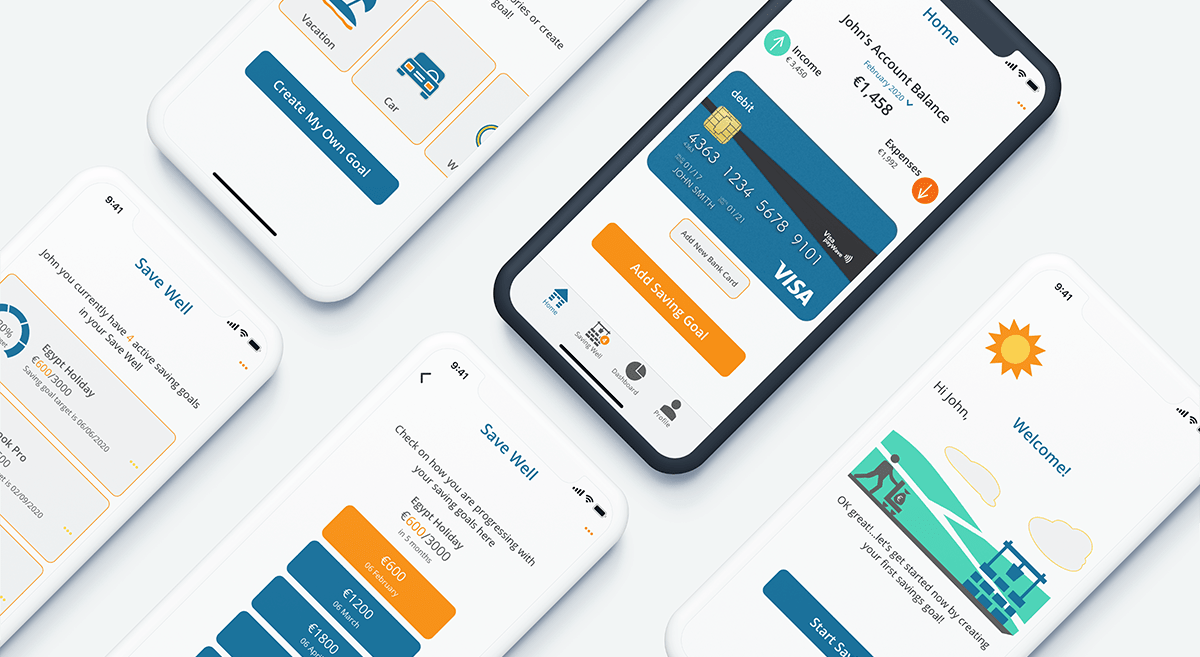 ories or create
goal!
Vacation
Car
Create My Own Goal
Home
John's Account Balance
February 2020
€1,458
Income
€ 3,450
Expenses
€1,992
debit
4363 1234 5678 9101
4363
01/17
01/21
JOHN SMITH
Visa
payWave
VISA
Add New Bank Card
Add Saving Goal
Home
Saving Well
4
Dashboard
Profile
9:41
Save Well
John you currently have 4 active saving goals
in your Save Well
Egypt Holiday
€600/3000
Saving goal target is 06/06/2020
ook Pro
is 02/09/2020
9:41
Save Well
Check on how you are progressing with
your saving goals here
Egypt Holiday
€600/3000
in 5 months
€600
06 February
€1200
06 March
€1800
06 Apri
9:41
Hi John,
Welcome!
OK great!...let's get started now by creating
your first savings goal!
Start Sav